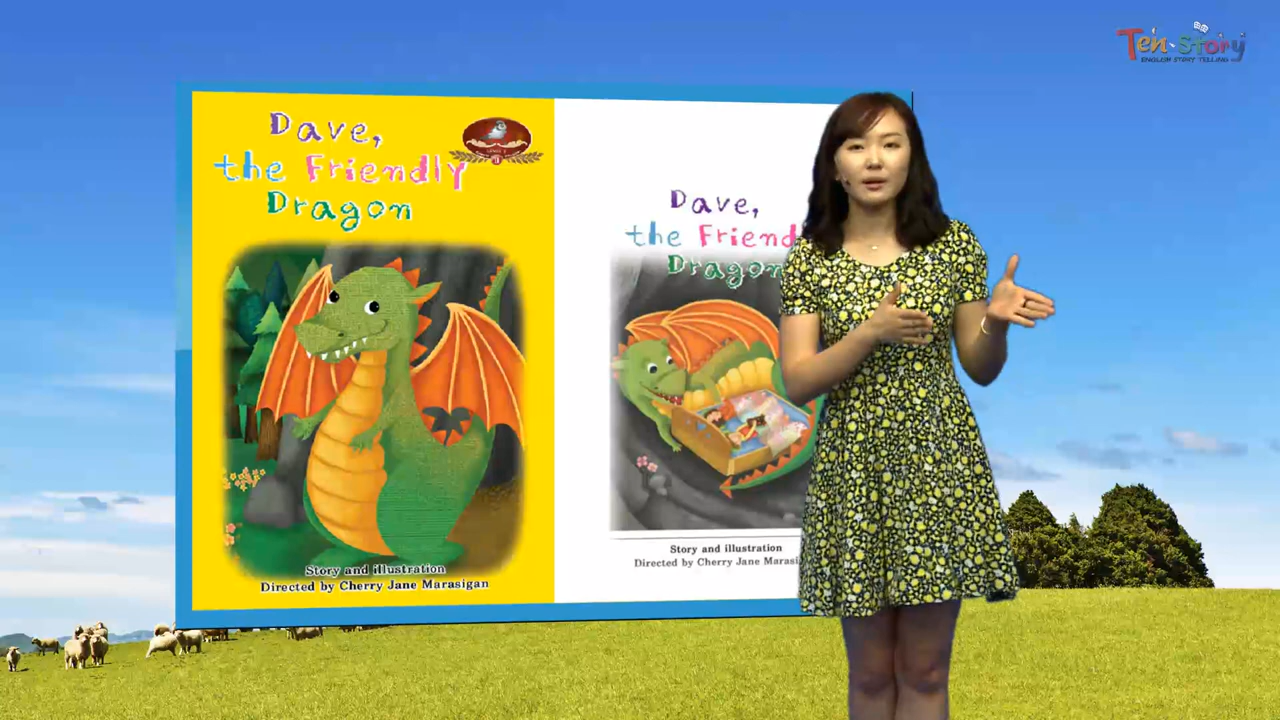 Ten-Story
ENGLISH STORY TELLING
Dave,
the Friendly
Dragon
Story and illustration
Directed by Cherry Jane Marasigan
Dave,
the Friend
Dragon
Story and illustration
Directed by Cherry Jane Marasi